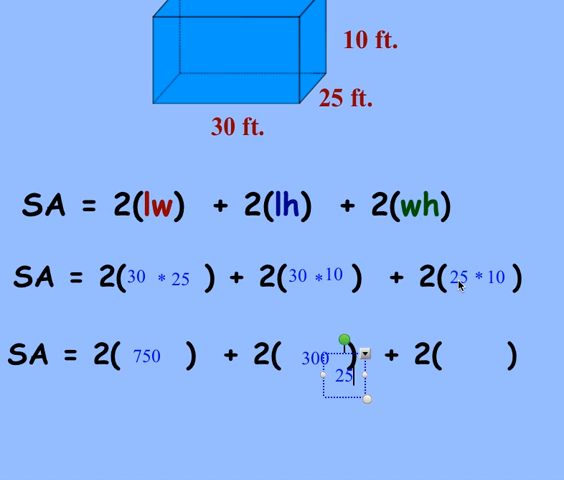 10 ft.
25 ft.
30 ft.
SA = 2(lw) + 2(lh) + 2(wh)
SA = 2(30 * 25 ) + 2(30 *10 ) + 2(25 * 10 )
SA = 2( 750 ) + 2( 300 ) + 2( )
25